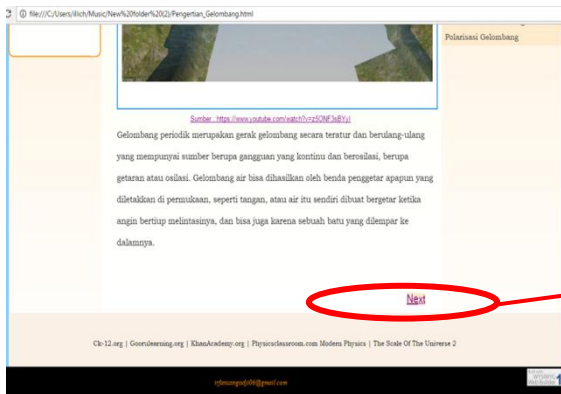 file:///C:/Users/illich/Music/New%20folder%20(2)/Pengertian_Gelombang.html
Polarisasi Gelombang
Sumber : https://www.youtube.com/watch?v=
Gelombang periodik merupakan gerak gelombang secara teratur dan berulang-ulang
yang mempunyai sumber berupa gangguan yang kontinu dan berosilasi, berupa
getaran atau osilasi. Gelombang air bisa dihasilkan oleh benda penggetar apapun yang
diletakkan di permukaan, seperti tangan, atau air itu sendiri dibuat bergetar ketika
angin bertiup melintasinya, dan bisa juga karena sebuah batu yang dilempar ke
dalamnya.
Next
Ck-12.org | Goorulearning.org | KhanAcademy.org | Physicsclassroom.com Modern Physics | The Scale Of The Universe 2
WYSIWYG
Web Builder